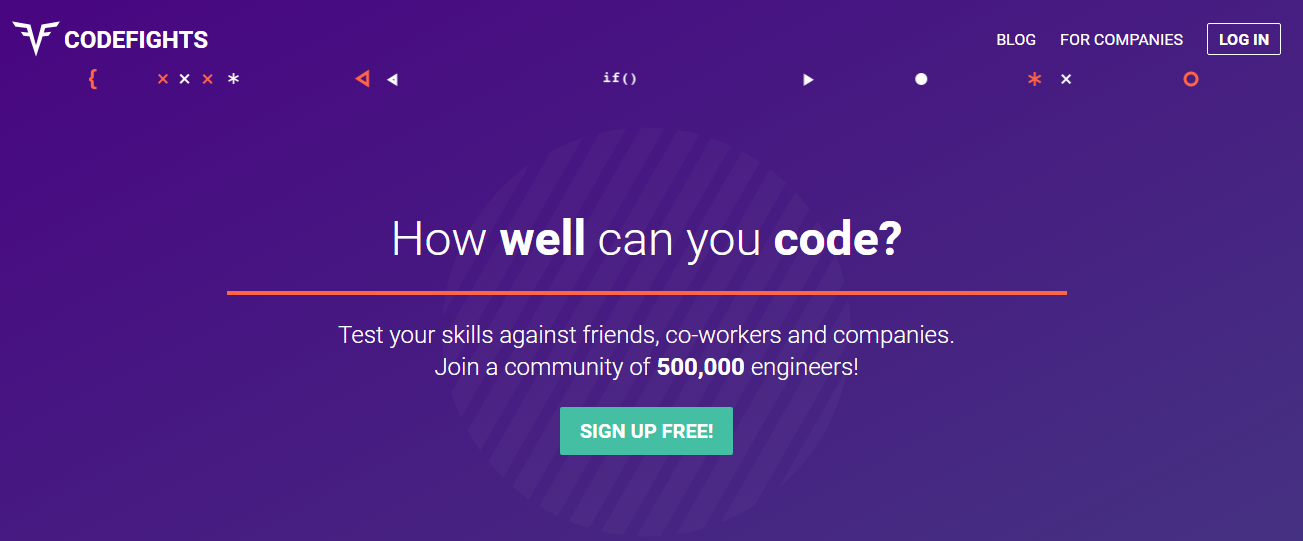 CODEFIGHTS
BLOG FOR COMPANIES LOG IN
{ × × × * if() * ×
How well can you code?
Test your skills against friends, co-workers and companies.
Join a community of 500,000 engineers!
SIGN UP FREE!